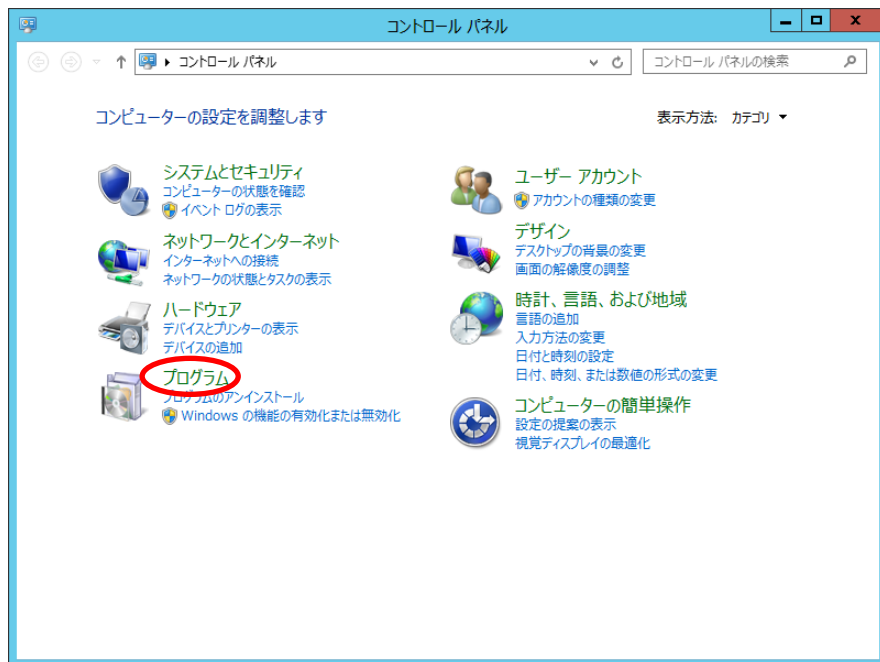 コントロール パネル
コントロール パネル
コントロール パネルの検索
コンピューターの設定を調整します
表示方法: カテゴリ
システムとセキュリティ
コンピューターの状態を確認
イベント ログの表示
ネットワークとインターネット
インターネットへの接続
ネットワークの状態とタスクの表示
ハードウェア
デバイスとプリンターの表示
デバイスの追加
プログラム
プログラムのアンインストール
Windows の機能の有効化または無効化
ユーザー アカウント
アカウントの種類の変更
デザイン
デスクトップの背景の変更
画面の解像度の調整
時計、言語、および地域
言語の追加
入力方法の変更
日付と時刻の設定
日付、時刻、または数値の形式の変更
コンピューターの簡単操作
設定の提案の表示
視覚ディスプレイの最適化